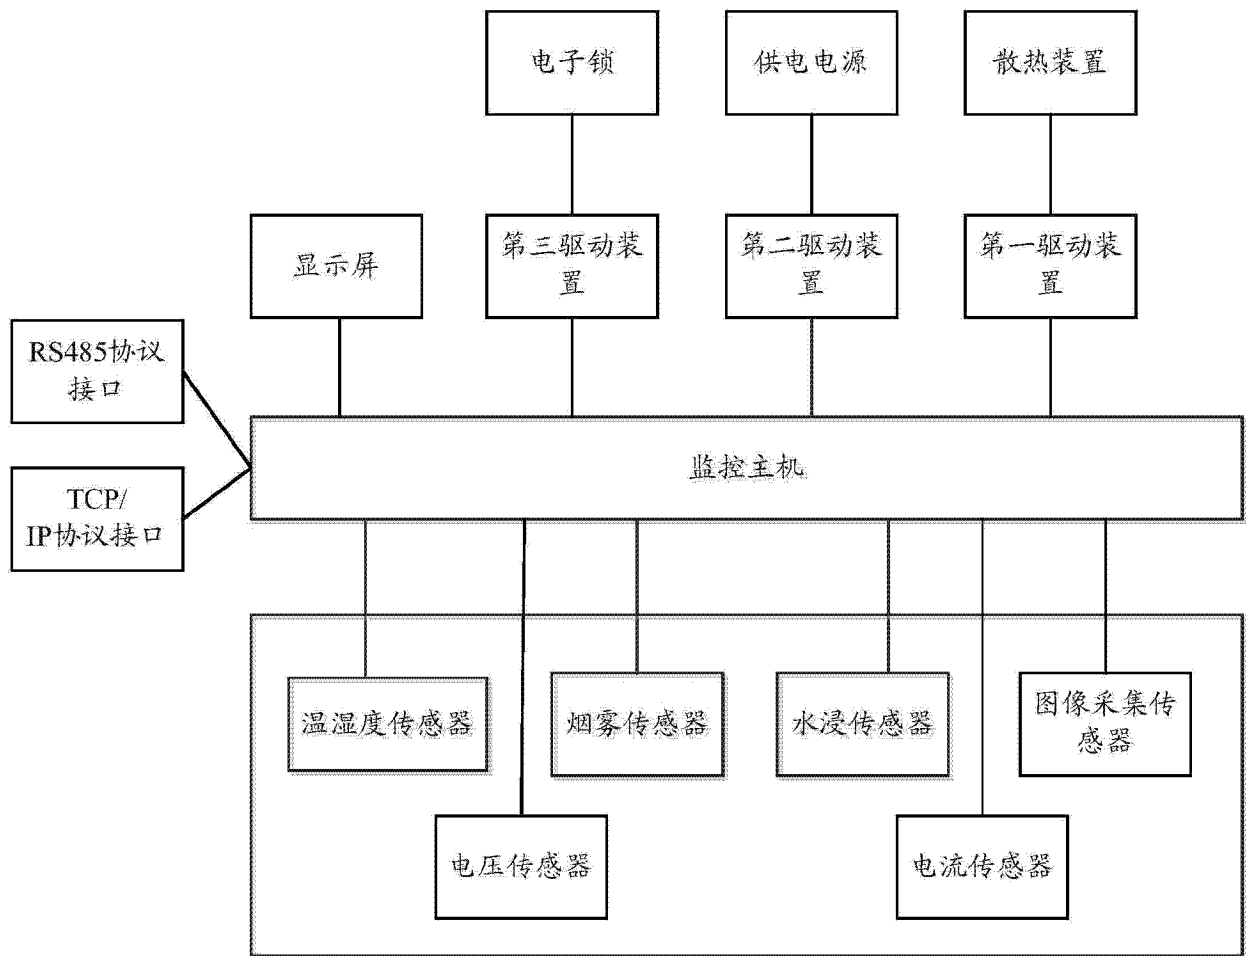 电子锁
供电电源
散热装置
显示屏
第三驱动装
置
第二驱动装
置
第一驱动装
置
RS485协议
接口
TCP/
IP协议接口
监控主机
温湿度传感器
烟雾传感器
水浸传感器
图像采集传
感器
电压传感器
电流传感器